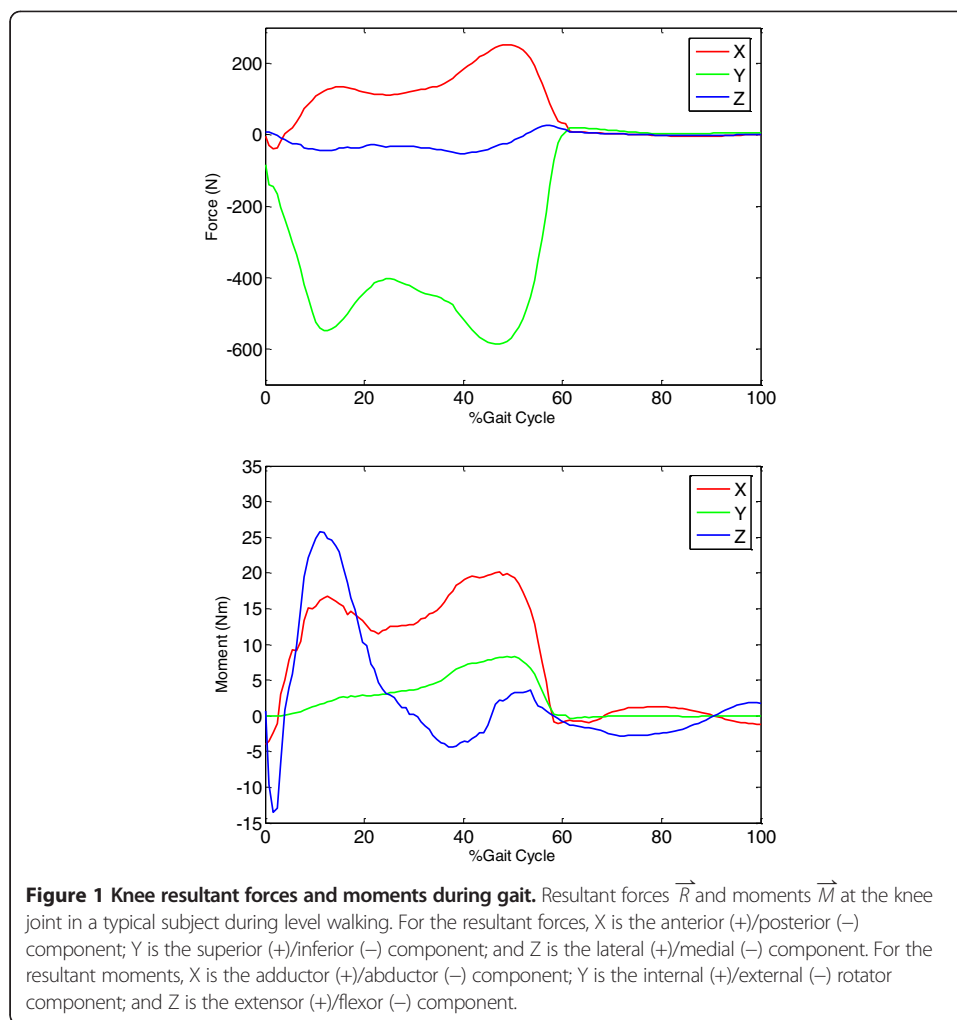 X
Y
Z
200
0
-200
-400
-600
Force (N)
0
20
40
60
80
100
%Gait Cycle
X
Y
Z
35
30
25
20
15
10
5
0
-5
-10
-15
Moment (Nm)
0
20
40
60
80
100
%Gait Cycle
Figure 1 Knee resultant forces and moments during gait. Resultant forces R⃗ and moments M⃗ at the knee
joint in a typical subject during level walking. For the resultant forces, X is the anterior (+)/posterior (−)
component; Y is the superior (+)/inferior (−) component; and Z is the lateral (+)/medial (−) component. For the
resultant moments, X is the adductor (+)/abductor (−) component; Y is the internal (+)/external (−) rotator
component; and Z is the extensor (+)/flexor (−) component.